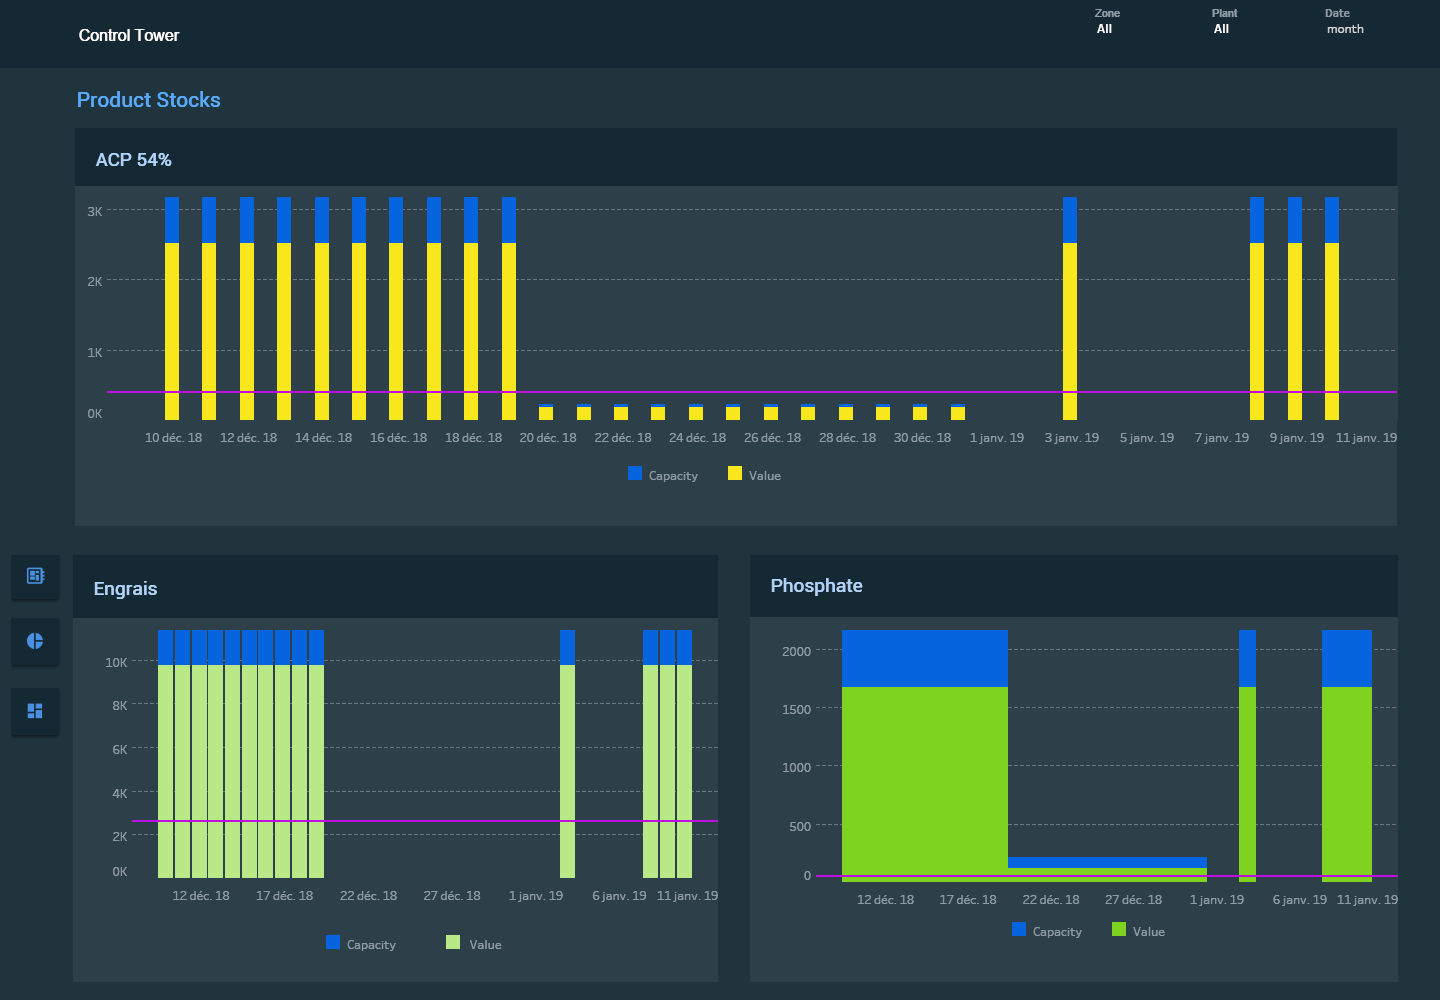 Control Tower
Zone
All
Plant
All
Date
month
Product Stocks
ACP 54%
3K
2K
1K
0K
10 déc. 18 12 déc. 18 14 déc. 18 16 déc. 18 18 déc. 18 20 déc. 18 22 déc. 18 24 déc. 18 26 déc. 18 28 déc. 18 30 déc. 18 1 janv. 19 3 janv. 19 5 janv. 19 7 janv. 19 9 janv. 19 11 janv. 19
Capacity Value
Engrais
10K
8K
6K
4K
2K
0K
12 déc. 18 17 déc. 18 22 déc. 18 27 déc. 18 1 janv. 19 6 janv. 19 11 janv. 19
Capacity Value
Phosphate
2000
1500
1000
500
0
12 déc. 18 17 déc. 18 22 déc. 18 27 déc. 18 1 janv. 19 6 janv. 19 11 janv. 19
Capacity Value